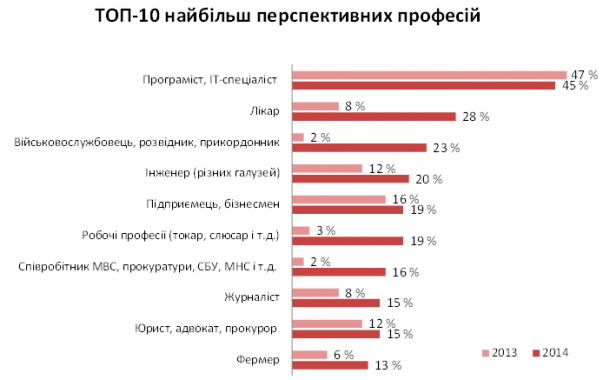 ТОП-10 найбільш перспективних професій
Програміст, ІТ-спеціаліст
47 %
45 %
Лікар
8 %
28 %
Військовослужбовець, розвідник, прикордонник
2 %
23 %
Інженер (різних галузей)
12 %
20 %
Підприємець, бізнесмен
16 %
19 %
Робочі професії (токар, слюсар і т.д.)
3 %
19 %
Співробітник МВС, прокуратури, СБУ, МНС і т.д.
2 %
16 %
Журналіст
8 %
15 %
Юрист, адвокат, прокурор
12 %
15 %
Фермер
6 %
13 %
2013 2014